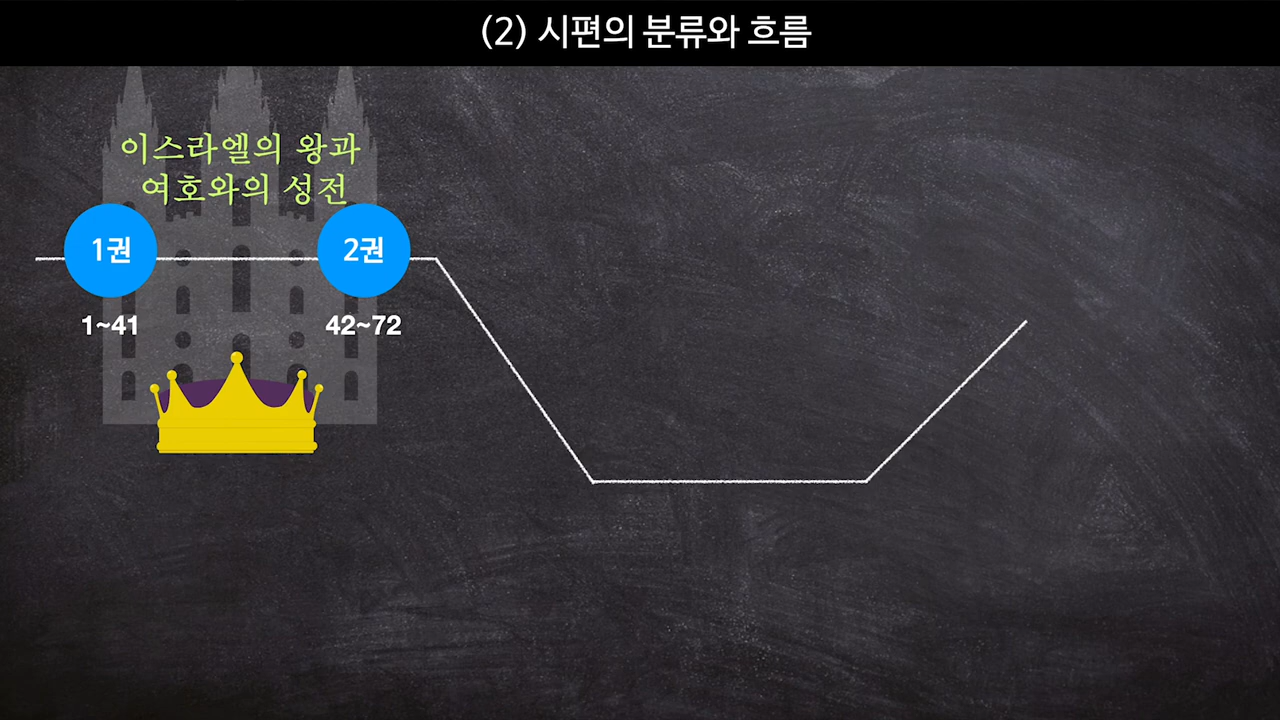 (2) 시편의 분류와 흐름
이스라엘의 왕과
여호와의 성전
1권
2권
1~41
42~72